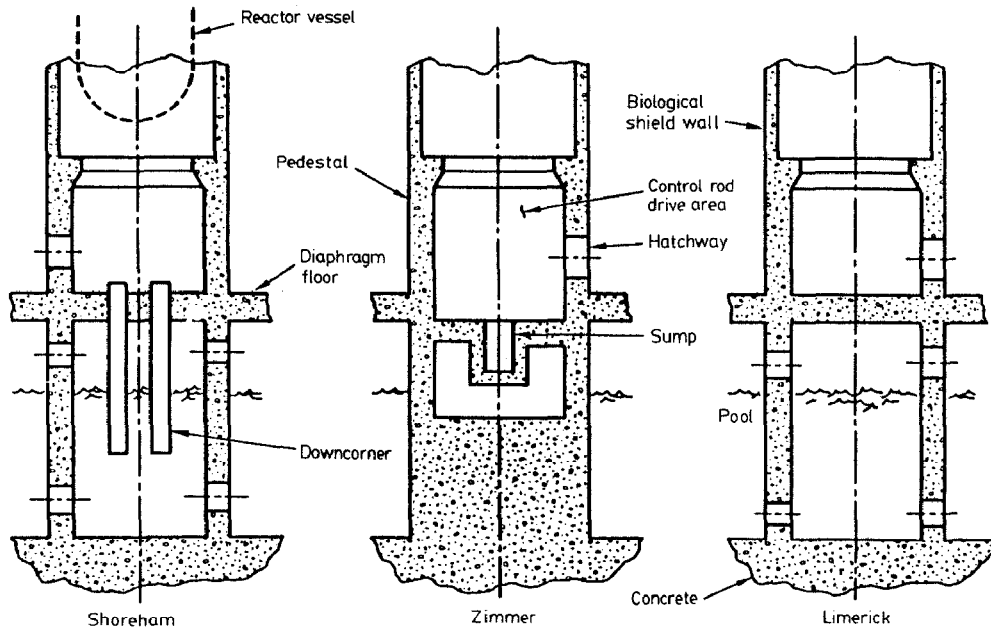 Reactor vessel
Biological
shield wall
Pedestal
Control rod
drive area
Hatchway
Diaphragm
floor
Sump
Pool
Downcorner
Concrete
Shoreham
Zimmer
Limerick